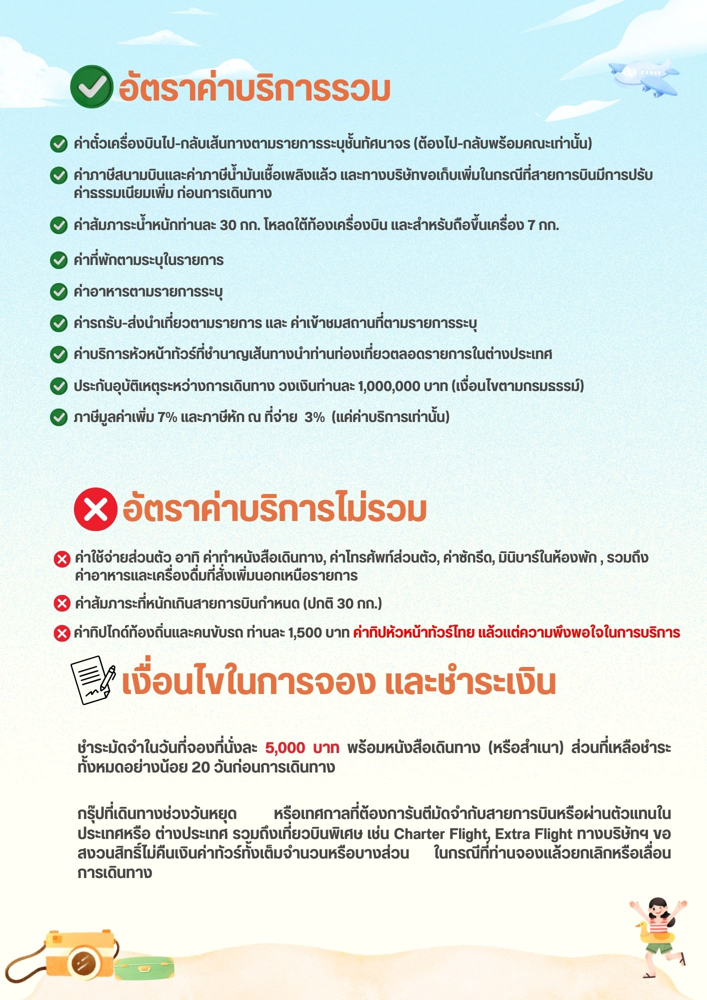 อัตราค่าบริการรวม
ค่าตั๋วเครื่องบินไป-กลับเส้นทางตามรายการระบุชั้นทัศนาจร (ต้องไป-กลับพร้อมคณะเท่านั้น)
ค่าภาษีสนามบินและค่าภาษีน้ำมันเชื้อเพลิงแล้ว และทางบริษัทขอเก็บเพิ่มในกรณีที่สายการบินมีการปรับ
ค่าธรรมเนียมเพิ่ม ก่อนการเดินทาง
ค่าสัมภาระน้ำหนักท่านละ 30 กก. โหลดใต้ท้องเครื่องบิน และสำหรับถือขึ้นเครื่อง 7 กก.
ค่าที่พักตามระบุในรายการ
ค่าอาหารตามรายการระบุ
ค่ารถรับ-ส่งนำเที่ยวตามรายการ และ ค่าเข้าชมสถานที่ตามรายการระบุ
ค่าบริการหัวหน้าทัวร์ที่ชำนาญเส้นทางนำท่านท่องเที่ยวตลอดรายการในต่างประเทศ
ประกันอุบัติเหตุระหว่างการเดินทาง วงเงินท่านละ 1,000,000 บาท (เงื่อนไขตามกรมธรรม์)
ภาษีมูลค่าเพิ่ม 7% และภาษีหัก ณ ที่จ่าย 3% (แค่ค่าบริการเท่านั้น)
อัตราค่าบริการไม่รวม
ค่าใช้จ่ายส่วนตัว อาทิ ค่าทำหนังสือเดินทาง, ค่าโทรศัพท์ส่วนตัว, ค่าซักรีด, มินิบาร์ในห้องพัก , รวมถึง
ค่าอาหารและเครื่องดื่มที่สั่งเพิ่มนอกเหนือรายการ
ค่าสัมภาระที่หนักเกินสายการบินกำหนด (ปกติ 30 กก.)
ค่าทิปไกด์ท้องถิ่นและคนขับรถ ท่านละ 1,500 บาท ค่าทิปหัวหน้าทัวร์ไทย แล้วแต่ความพึงพอใจในการบริการ
เงื่อนไขในการจอง และชำระเงิน
ชำระมัดจำในวันที่จองที่นั่งละ 5,000 บาท พร้อมหนังสือเดินทาง (หรือสำเนา) ส่วนที่เหลือชำระ
ทั้งหมดอย่างน้อย 20 วันก่อนการเดินทาง
กรุ๊ปที่เดินทางช่วงวันหยุด หรือเทศกาลที่ต้องการันตีมัดจำกับสายการบินหรือผ่านตัวแทนใน
ประเทศหรือ ต่างประเทศ รวมถึงเที่ยวบินพิเศษ เช่น Charter Flight, Extra Flight ทางบริษัทฯ ขอ
สงวนสิทธิ์ไม่คืนเงินค่าทัวร์ทั้งเต็มจำนวนหรือบางส่วน ในกรณีที่ท่านจองแล้วยกเลิกหรือเลื่อน
การเดินทาง